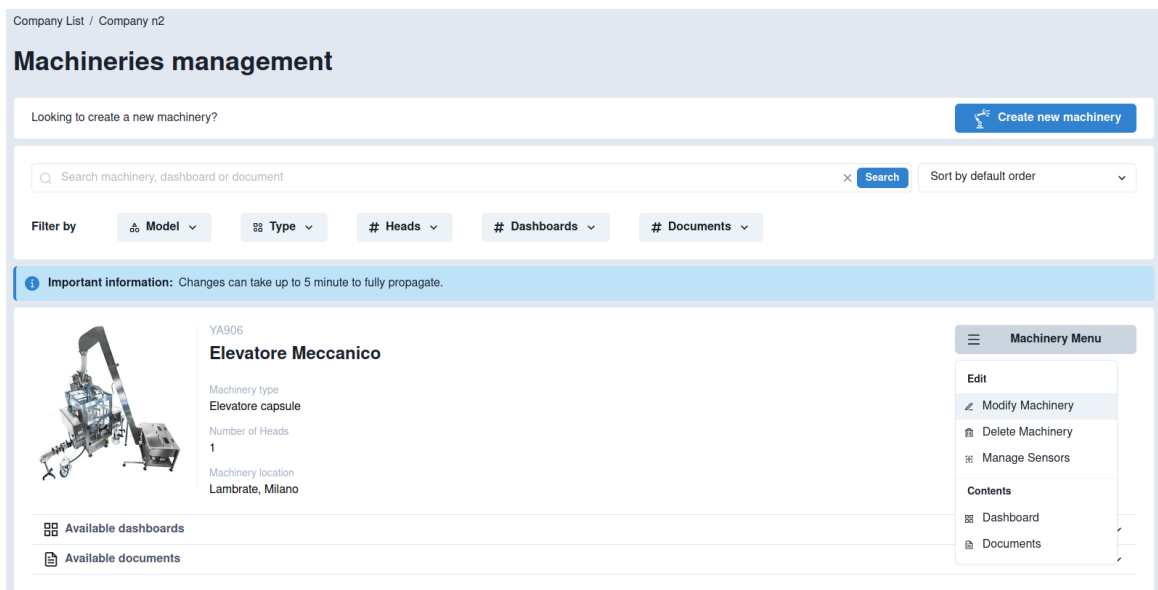 Company List / Company n2
Machineries management
Looking to create a new machinery?
Create new machinery
Search machinery, dashboard or document
Search
Sort by default order
Filter by
Model
Type
# Heads
# Dashboards
# Documents
Important information: Changes can take up to 5 minute to fully propagate.
YA906
Elevatore Meccanico
Machinery type
Elevatore capsule
Number of Heads
1
Machinery location
Lambrate, Milano
Machinery Menu
Edit
Modify Machinery
Delete Machinery
Manage Sensors
Contents
Dashboard
Documents
Available dashboards
Available documents